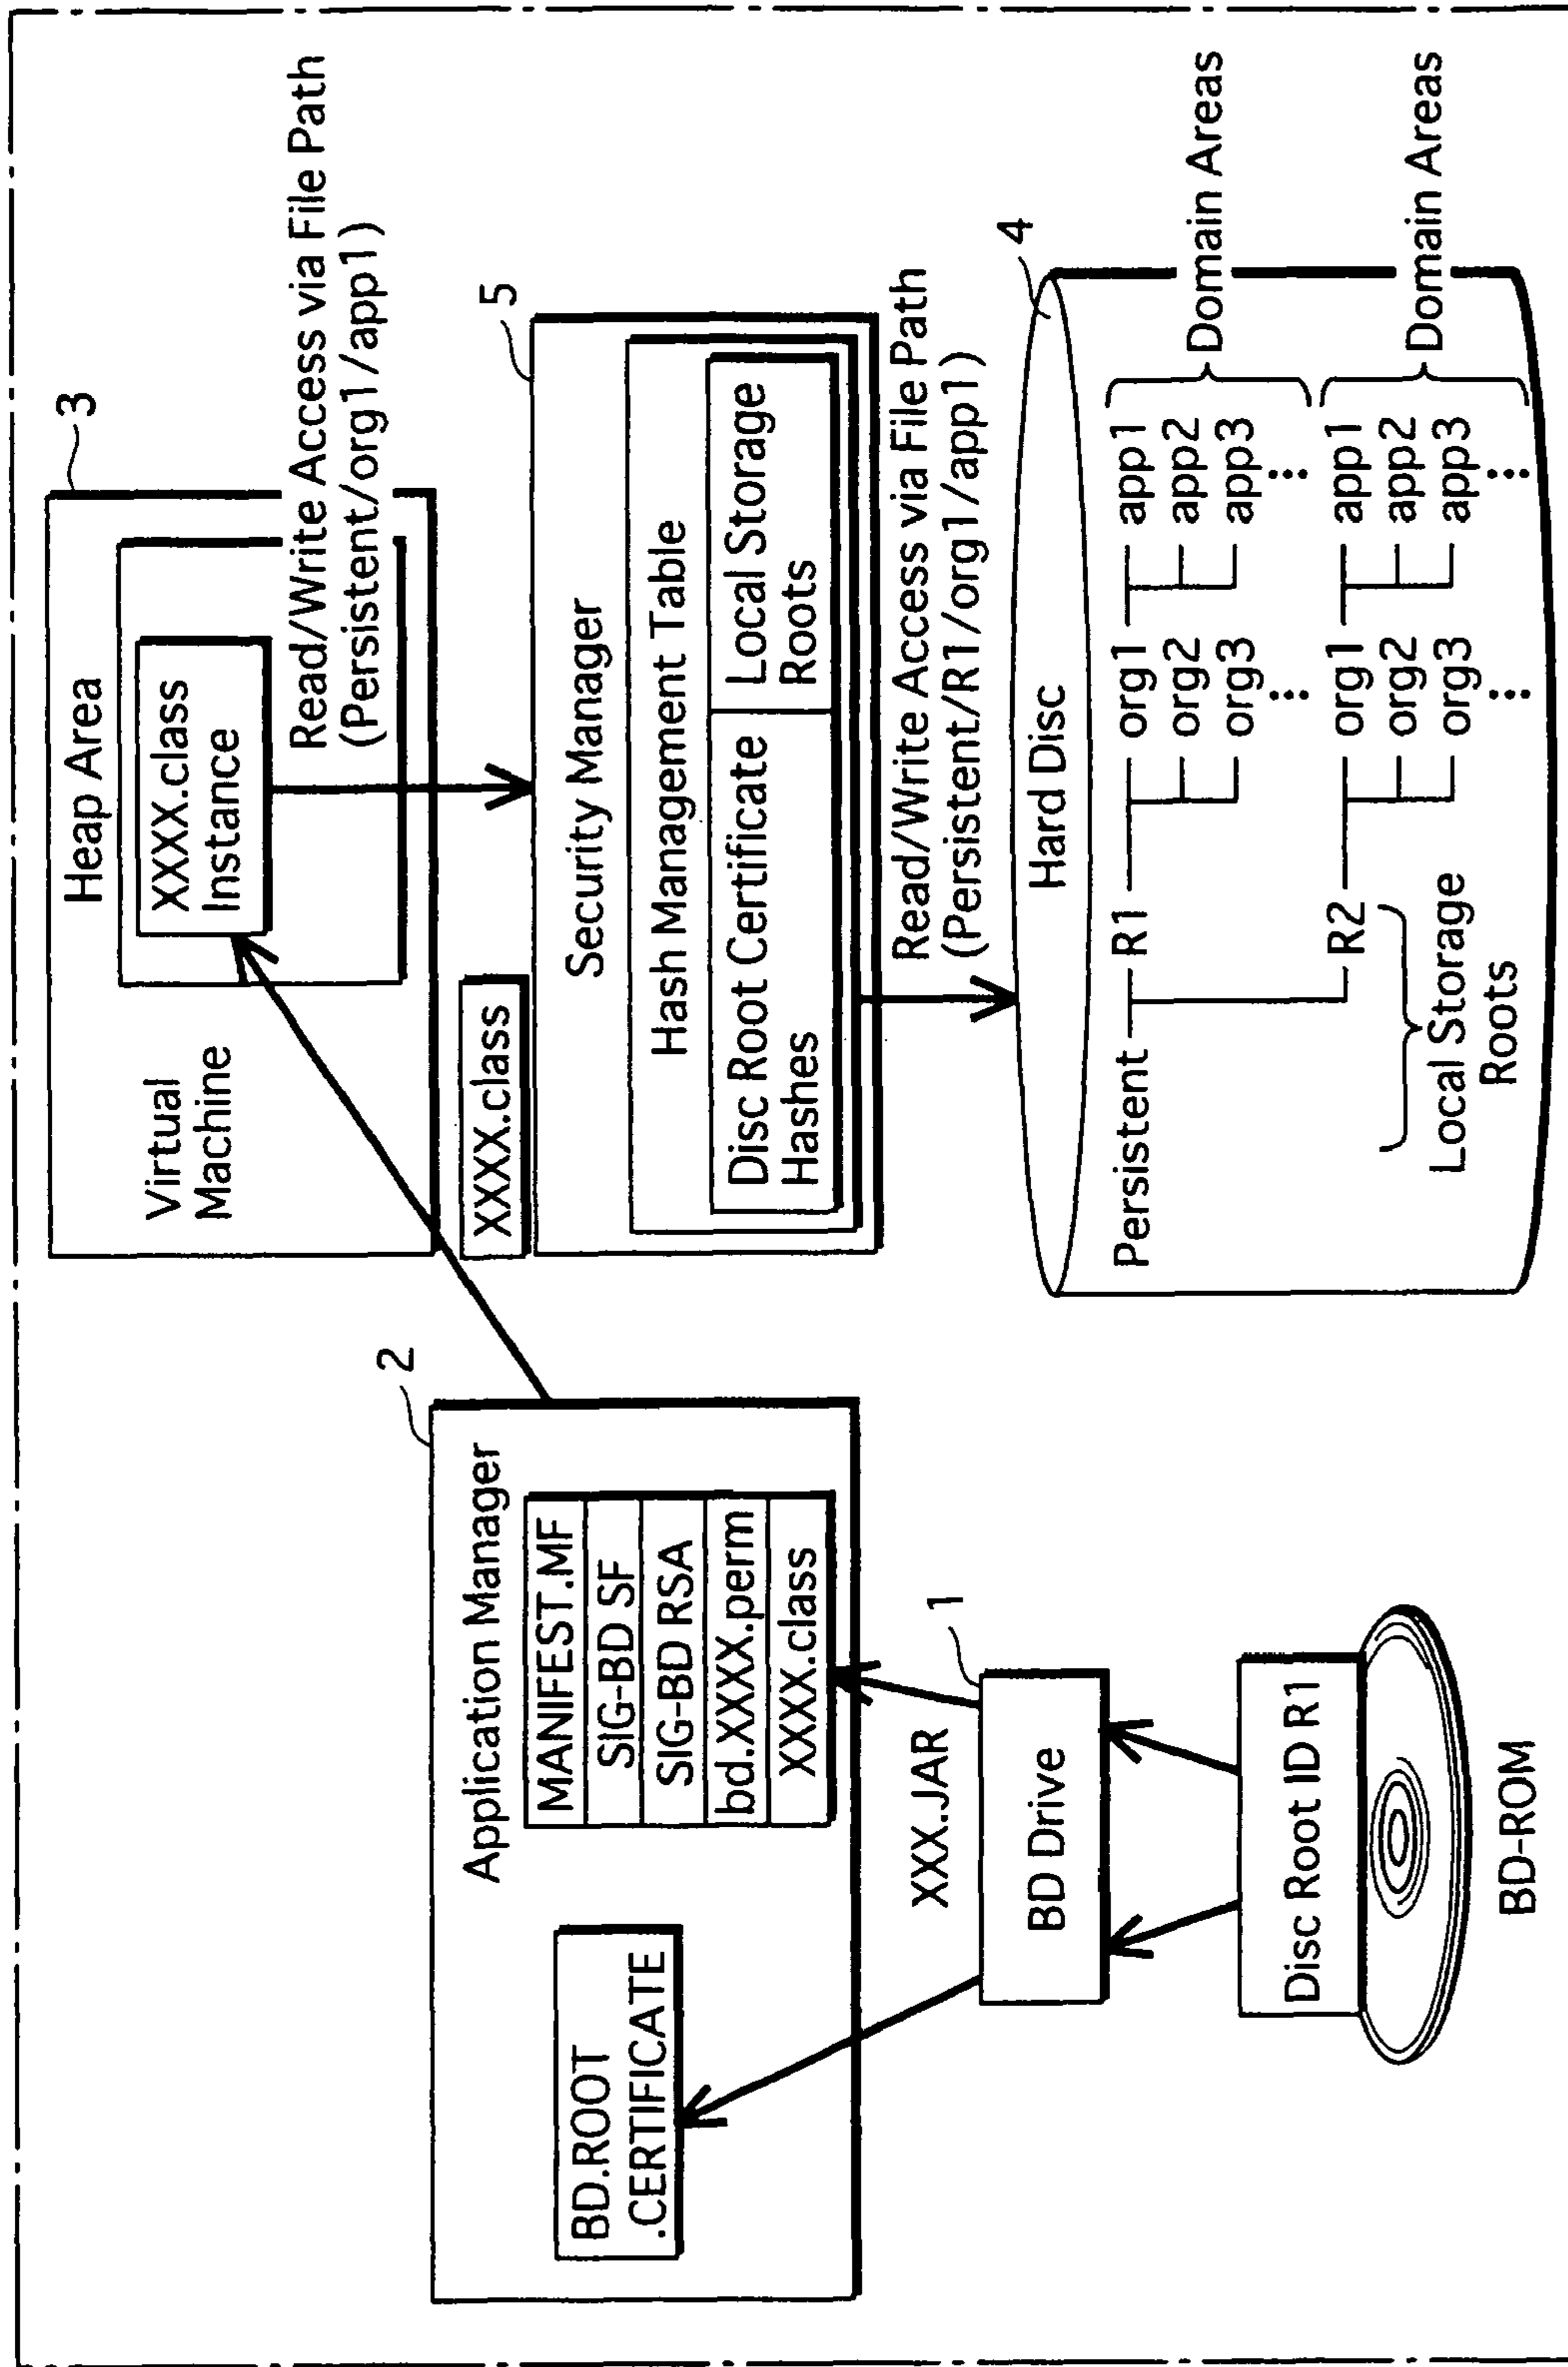 3
Heap Area
XXXX.class
Instance
Virtual
Machine
Read/Write Access via File Path
(Persistent/org1/app1)
2
Application Manager
BD.ROOT
.CERTIFICATE
MANIFEST.MF
SIG-BD SF
SIG-BD RSA
bd.XXXX.perm
XXXX.class
XXXX.class
5
Security Manager
Hash Management Table
Disc Root Certificate
Hashes
Local Storage
Roots
Read/Write Access via File Path
(Persistent/R1/org1/app1)
XXX.JAR
1
BD Drive
Disc Root ID R1
BD-ROM
4
Hard Disc
Persistent R1 org1 app1
org2 app2
org3 app3
Domain Areas
R2 org1 app1
org2 app2
org3 app3
Domain Areas
Local Storage
Roots